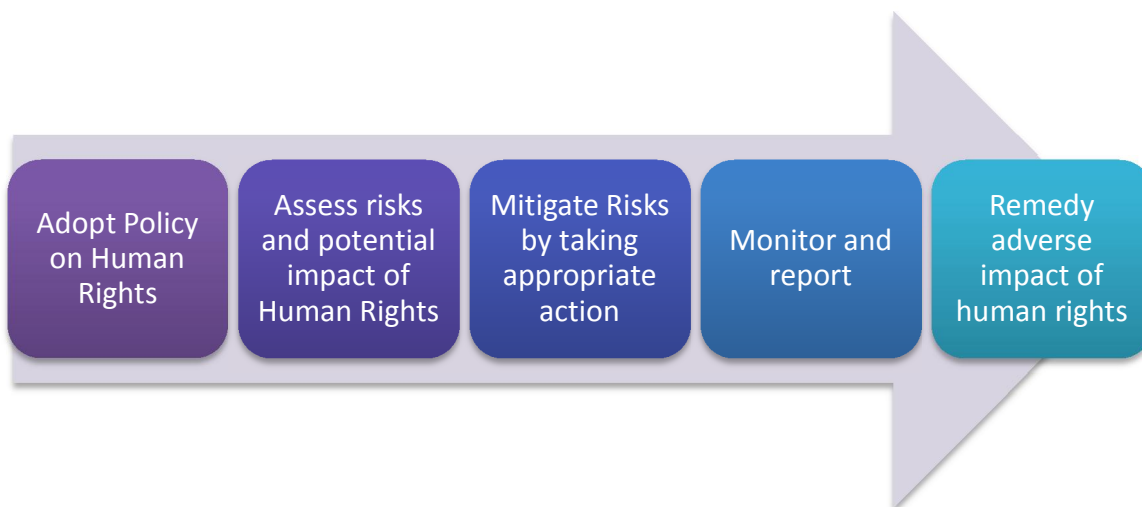 Adopt Policy
on Human
Rights
Assess risks
and potential
impact of
Human Rights
Mitigate Risks
by taking
appropriate
action
Monitor and
report
Remedy
adverse
impact of
human rights